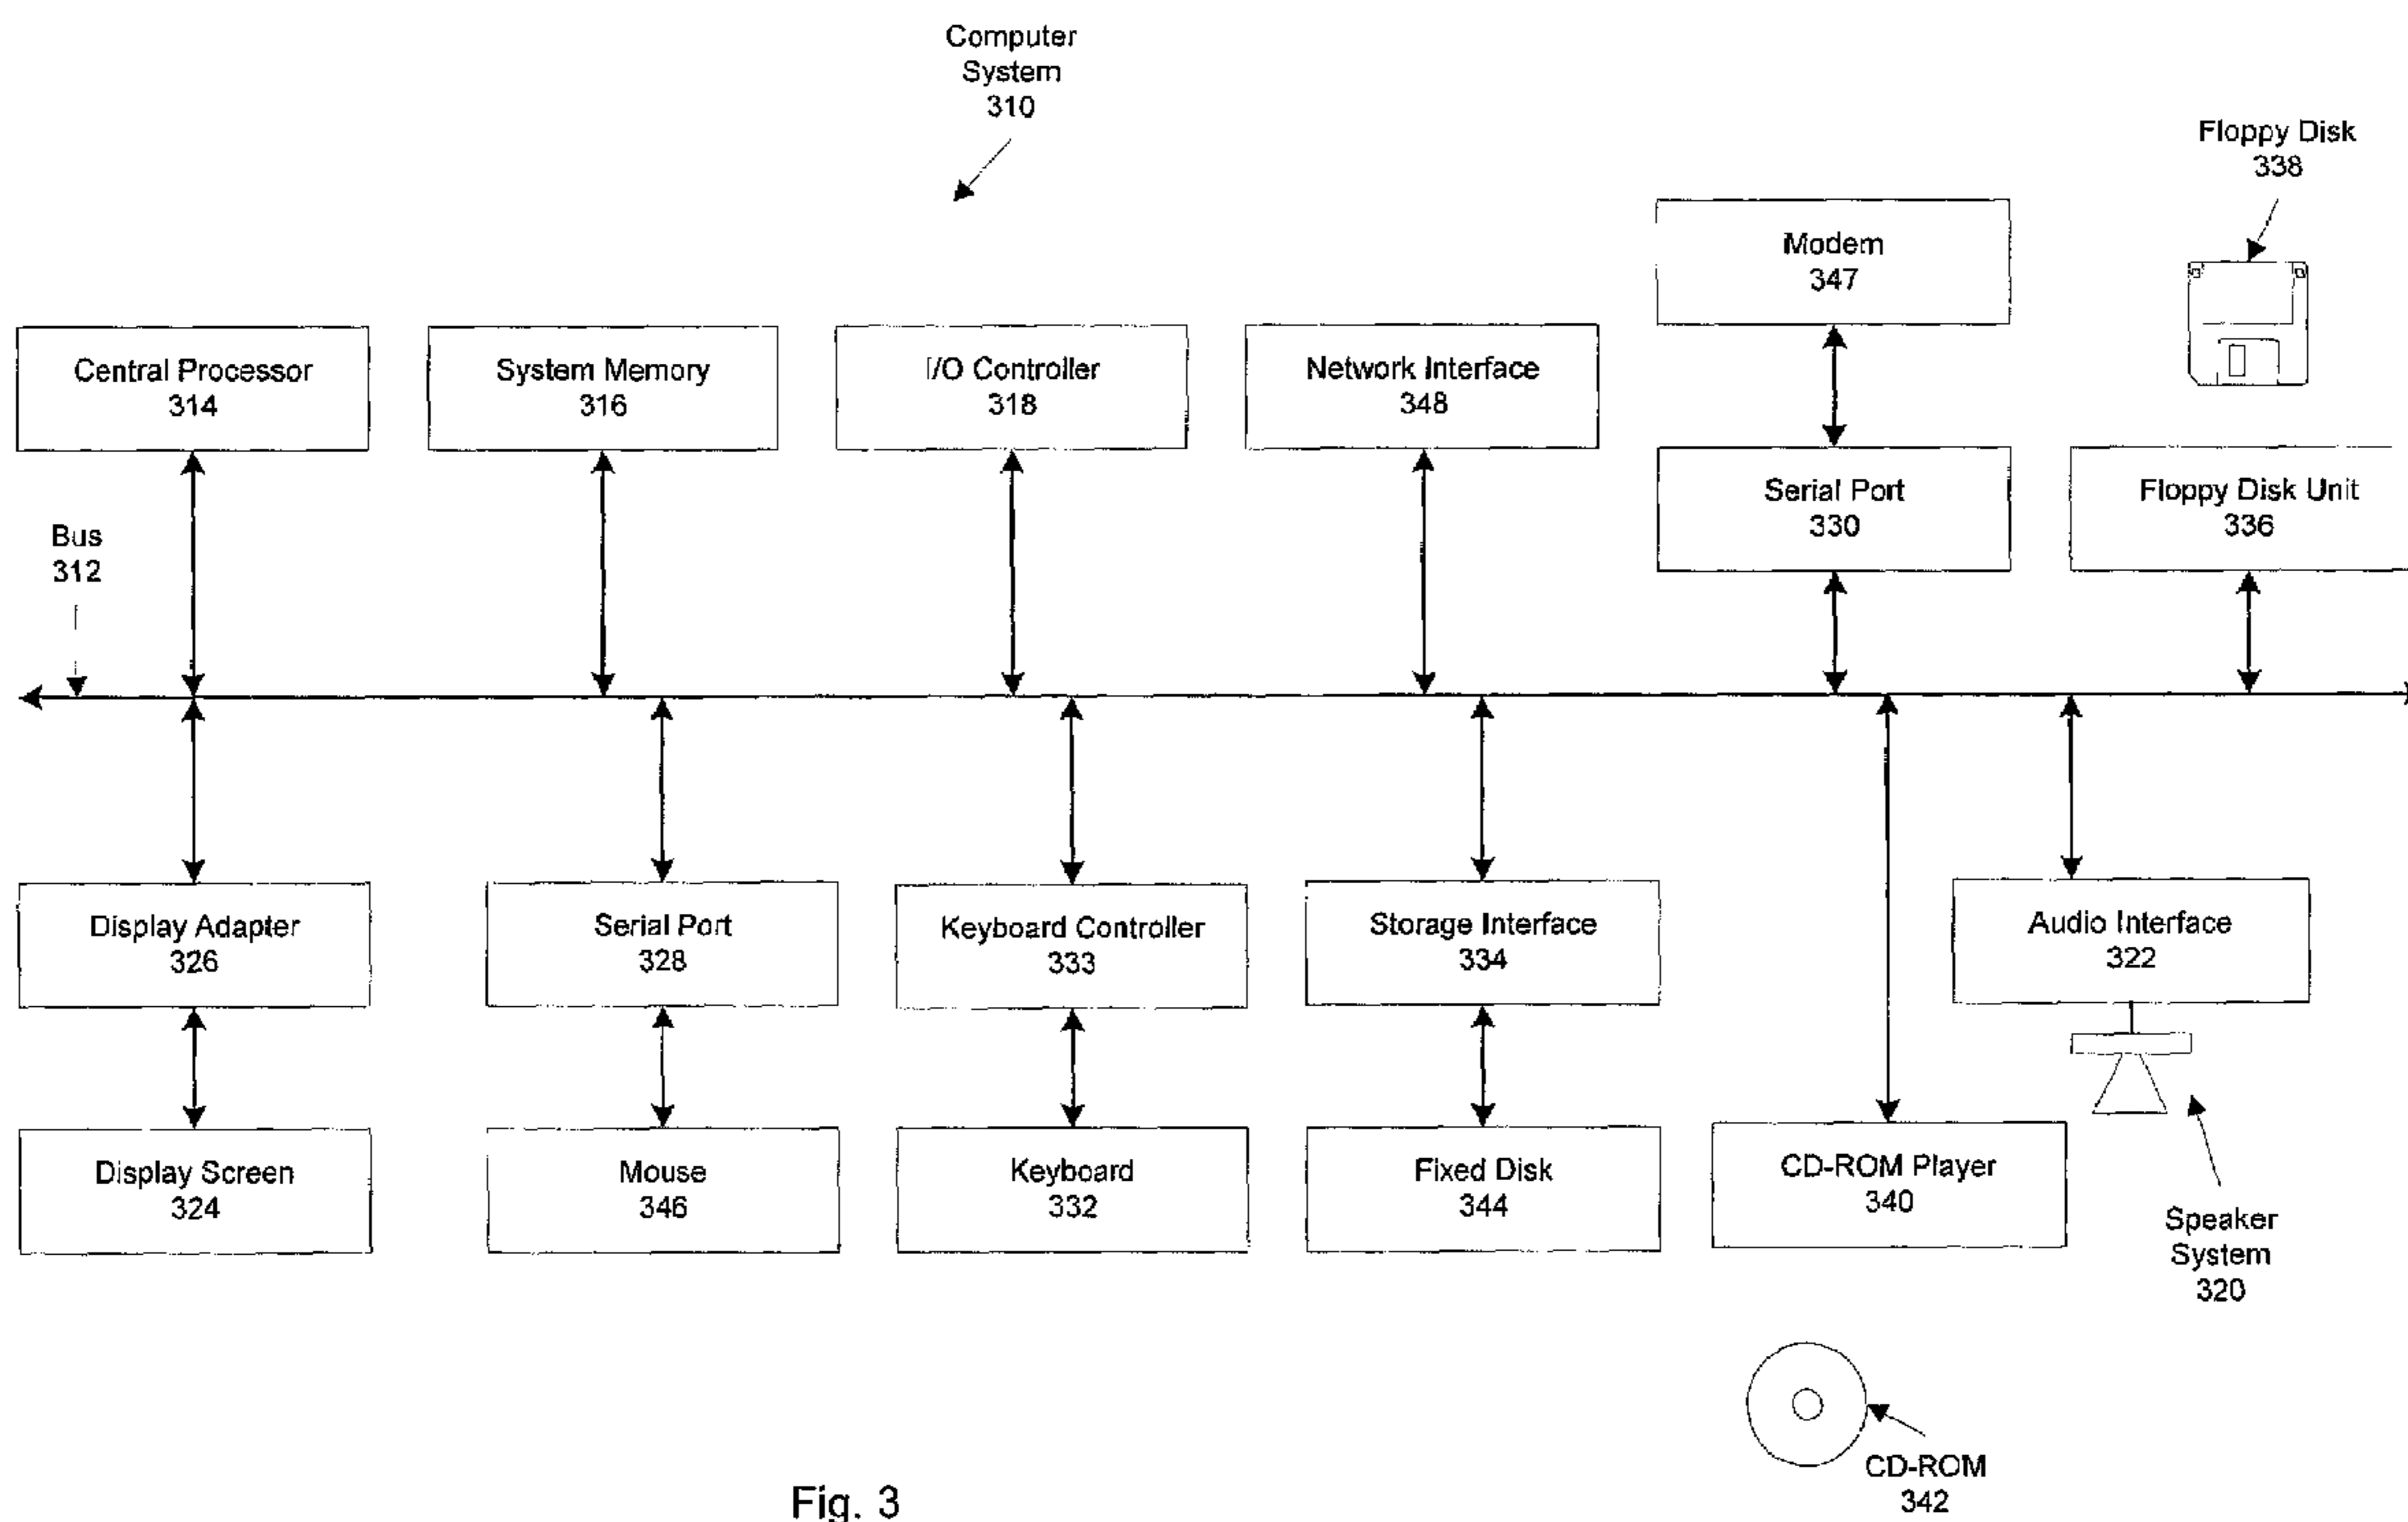 Computer
System
310
Floppy Disk
338
Modem
347
Central Processor
314
System Memory
316
I/O Controller
318
Network Interface
348
Serial Port
330
Floppy Disk Unit
336
Bus
312
Display Adapter
326
Serial Port
328
Keyboard Controller
333
Storage Interface
334
Audio Interface
322
Display Screen
324
Mouse
346
Keyboard
332
Fixed Disk
344
CD-ROM Player
340
Speaker
System
320
CD-ROM
342
Fig. 3